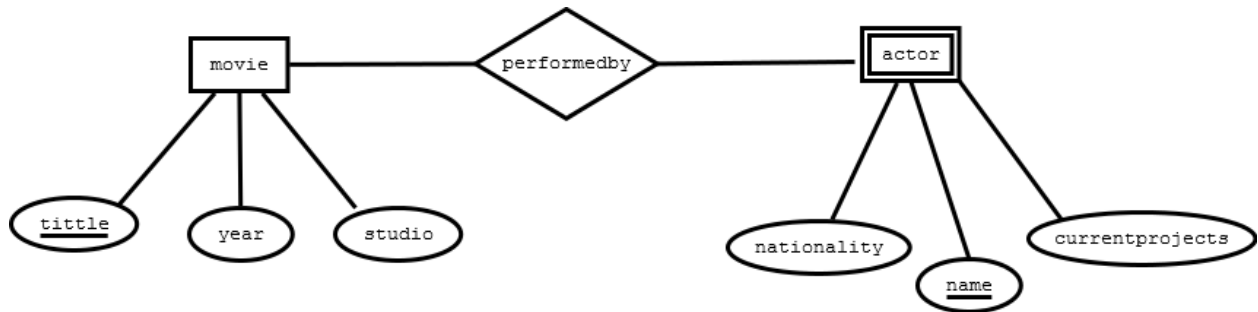 movie
performedby
actor
tittle
year
studio
nationality
name
currentprojects